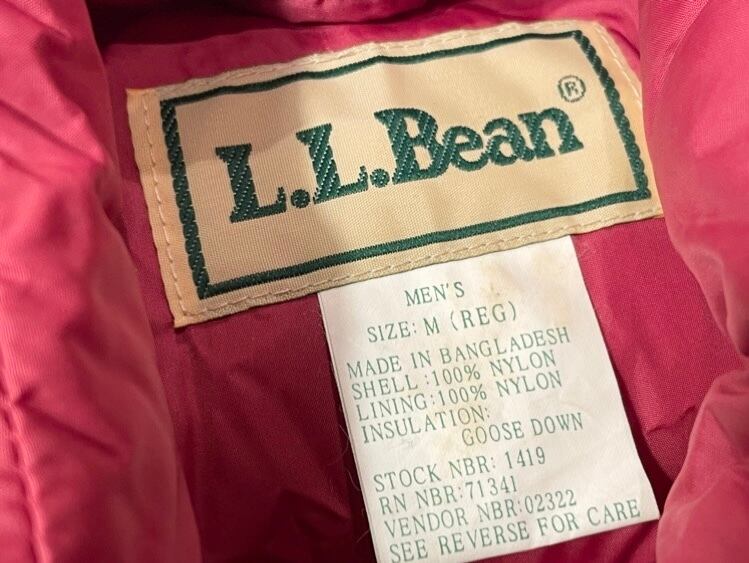 L.L.Bean®
MEN'S
SIZE: M (REG)
MADE IN BANGLADESH
SHELL :100% NYLON
LINING:100% NYLON
INSULATION:
GOOSE DOWN
STOCK NBR: 1419
RN NBR:71341
VENDOR NBR:02322
SEE REVERSE FOR CARE